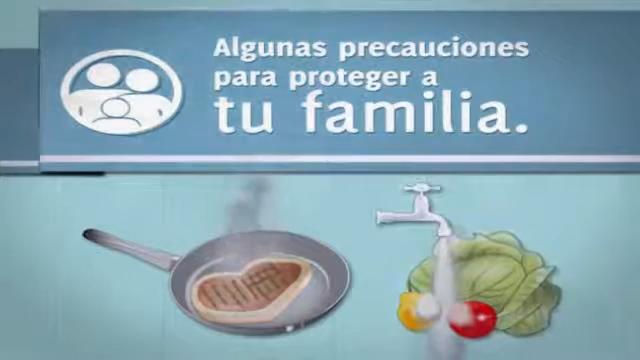 Algunas precauciones
para proteger a
tu familia.